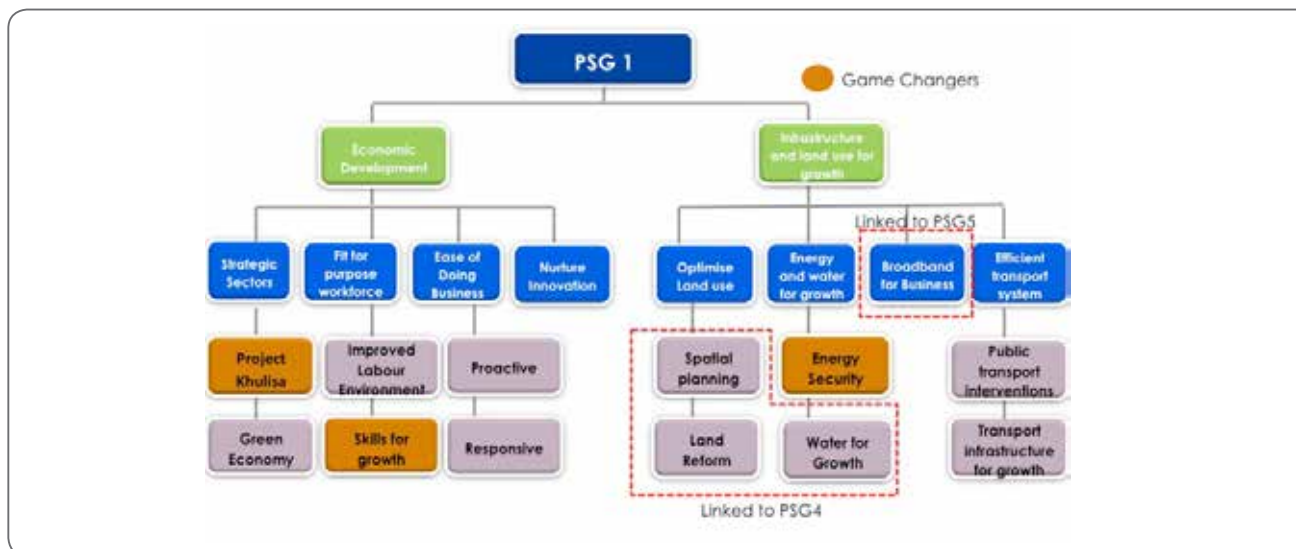 PSG 1
Game Changers
Economic
Development
Infrastructure
and land use for
growth
Linked to PSG5
Strategic
Sectors
Fit for
purpose
workforce
Ease of
Doing
Business
Nurture
Innovation
Optimise
Land use
Energy
and water
for growth
Broadband
for Business
Efficient
transport
system
Project
Khulisa
Improved
Labour
Environment
Proactive
Spatial
planning
Energy
Security
Public
transport
interventions
Green
Economy
Skills for
growth
Responsive
Land
Reform
Water for
Growth
Transport
infrastructure
for growth
Linked to PSG4